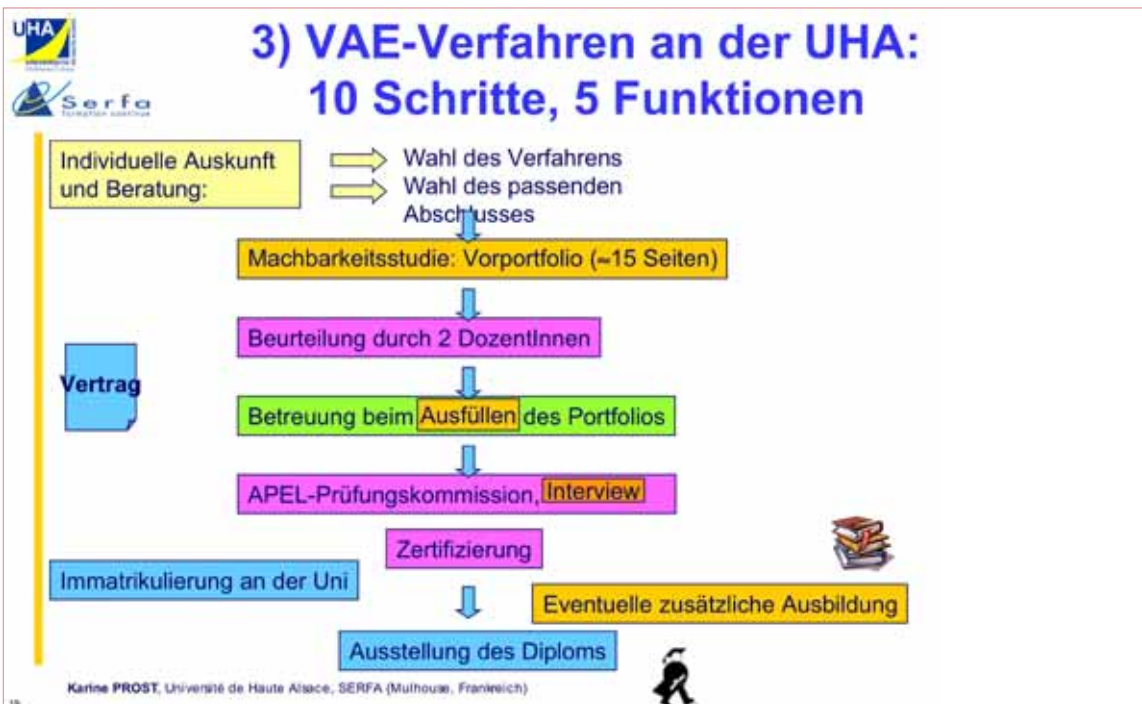 UHA
3) VAE-Verfahren an der UHA:
10 Schritte, 5 Funktionen
Serfa
formation continue
Individuelle Auskunft
und Beratung:
Wahl des Verfahrens
Wahl des passenden
Abschlusses
Machbarkeitsstudie: Vorportfolio (~15 Seiten)
Beurteilung durch 2 DozentInnen
Vertrag
Betreuung beim Ausfüllen des Portfolios
APEL-Prüfungskommission, Interview
Zertifizierung
Immatrikulierung an der Uni
Eventuelle zusätzliche Ausbildung
Ausstellung des Diploms
Karine PROST, Université de Haute Alsace, SERFA (Mulhouse, Frankreich)